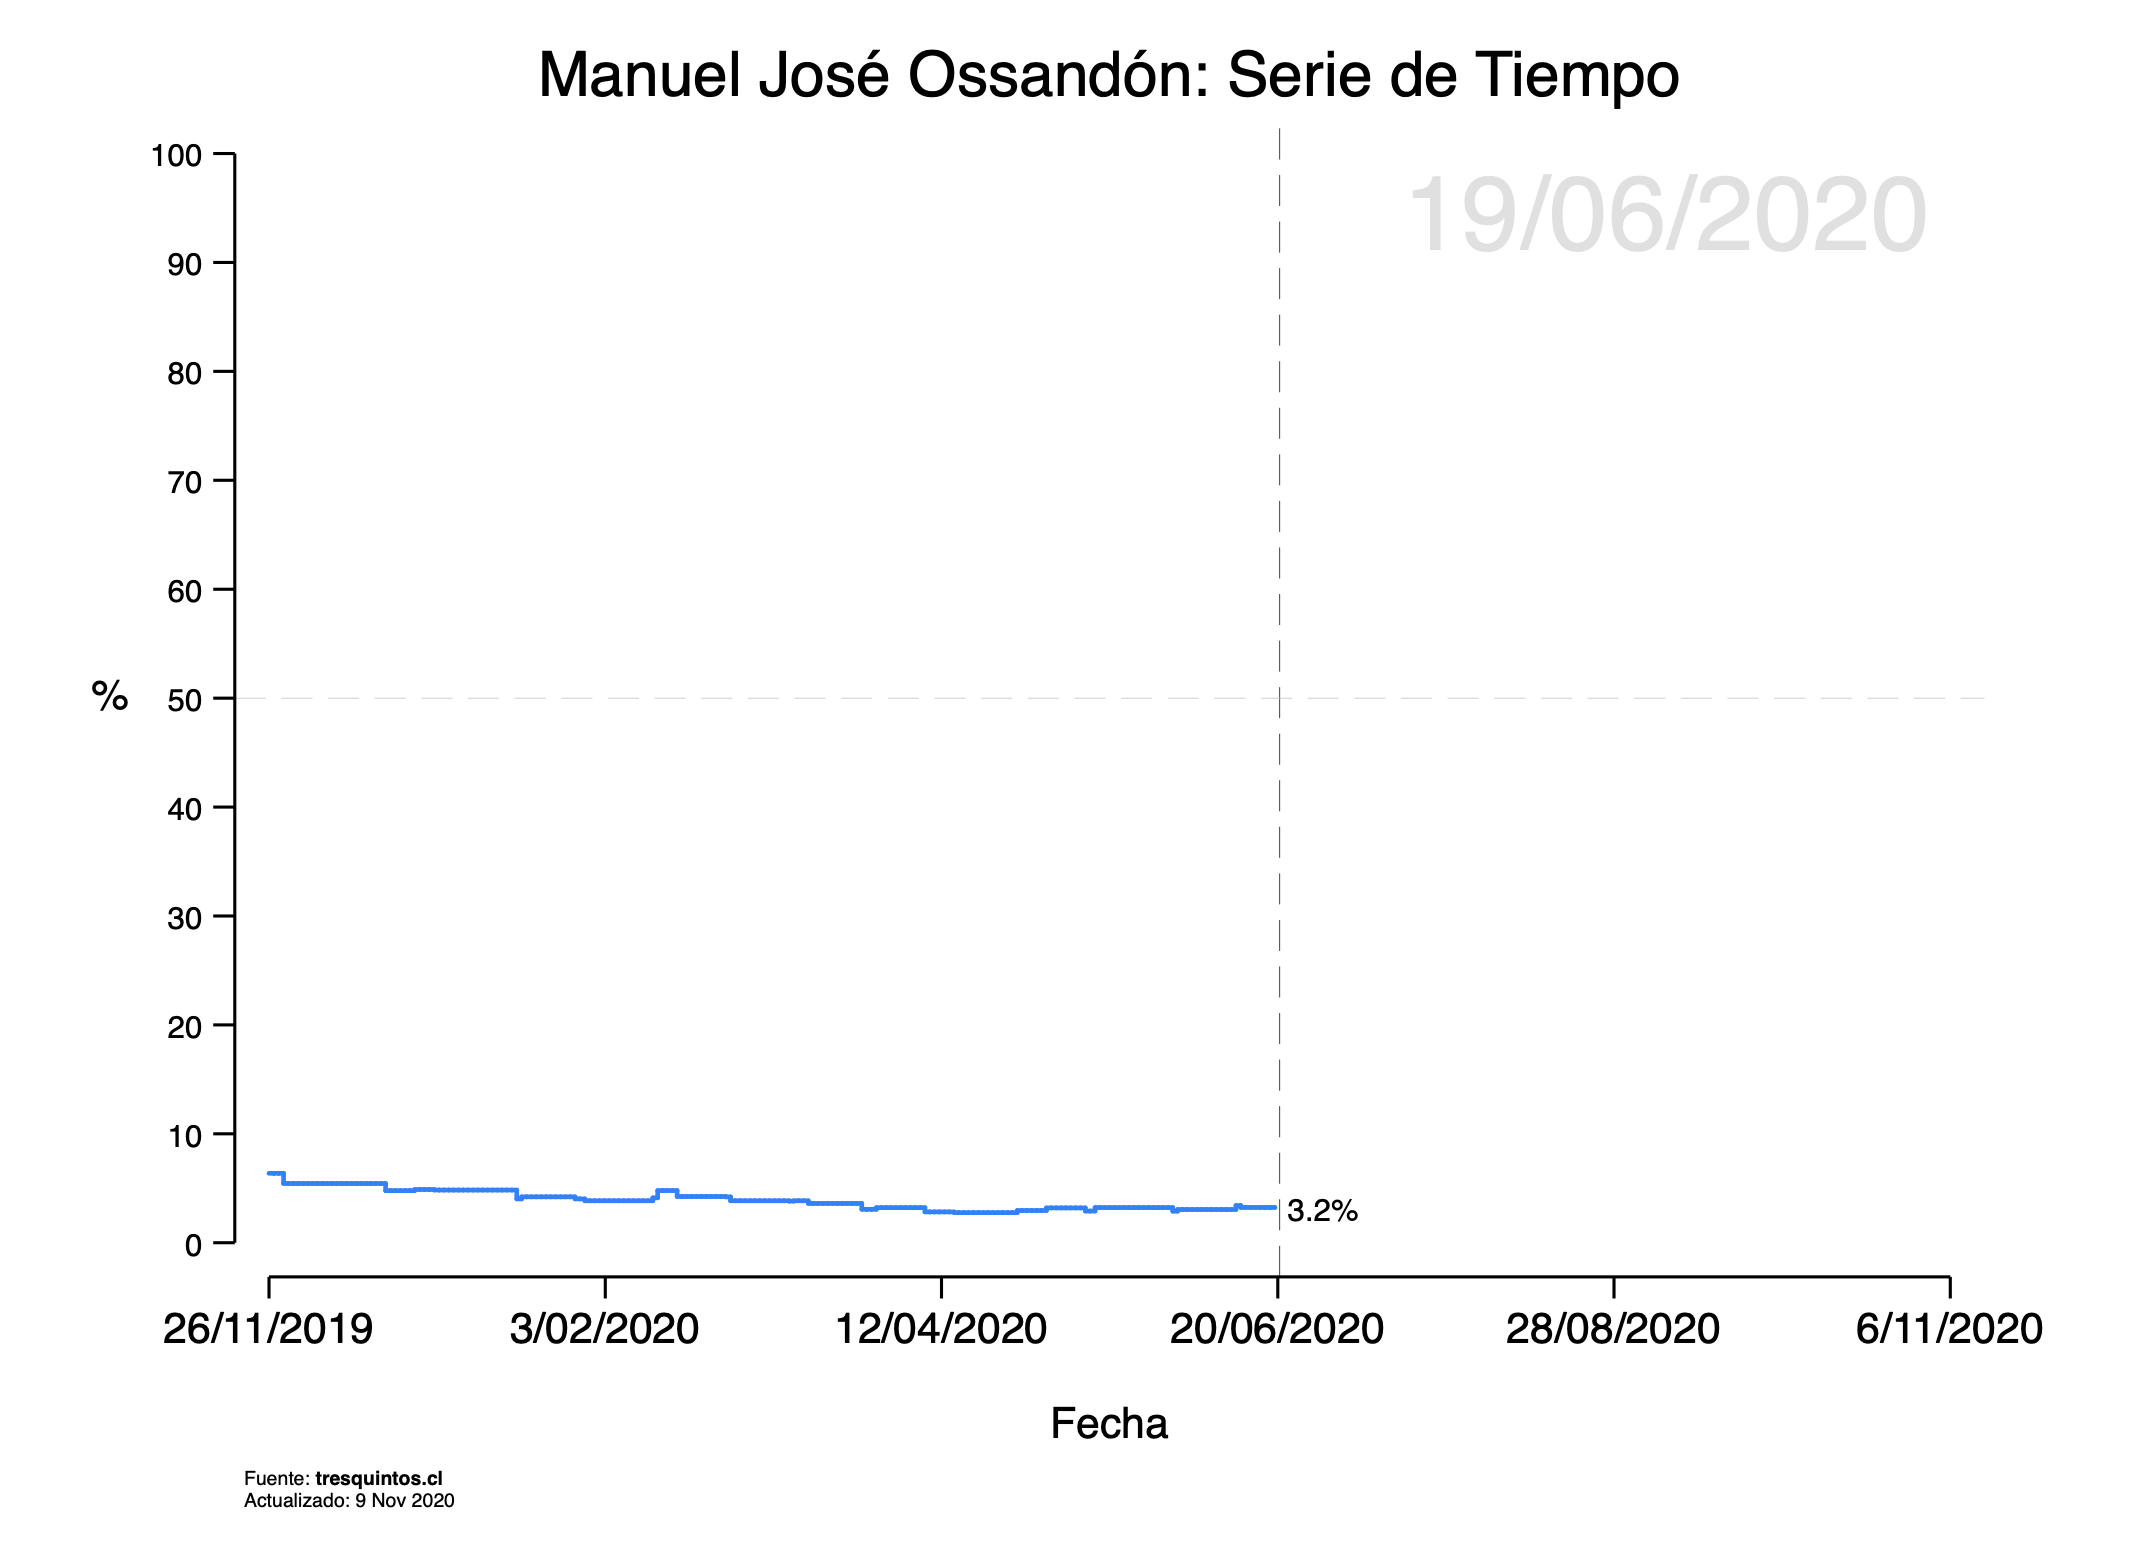 Manuel José Ossandón: Serie de Tiempo
19/06/2020
100
90
80
70
60
%
50
40
30
20
10
0
3.2%
26/11/2019 3/02/2020 12/04/2020 20/06/2020 28/08/2020 6/11/2020
Fecha
Fuente: tresquintos.cl
Actualizado: 9 Nov 2020